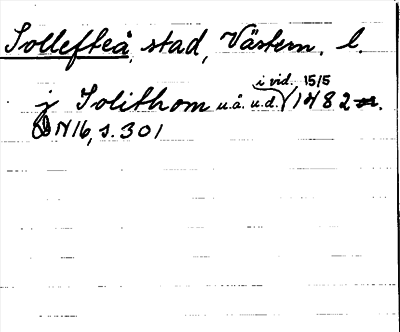 Sollefteå, stad, Västern. l.
i vid. 15/5
j Solithom u.å. u.d. 1482
N16, s. 301